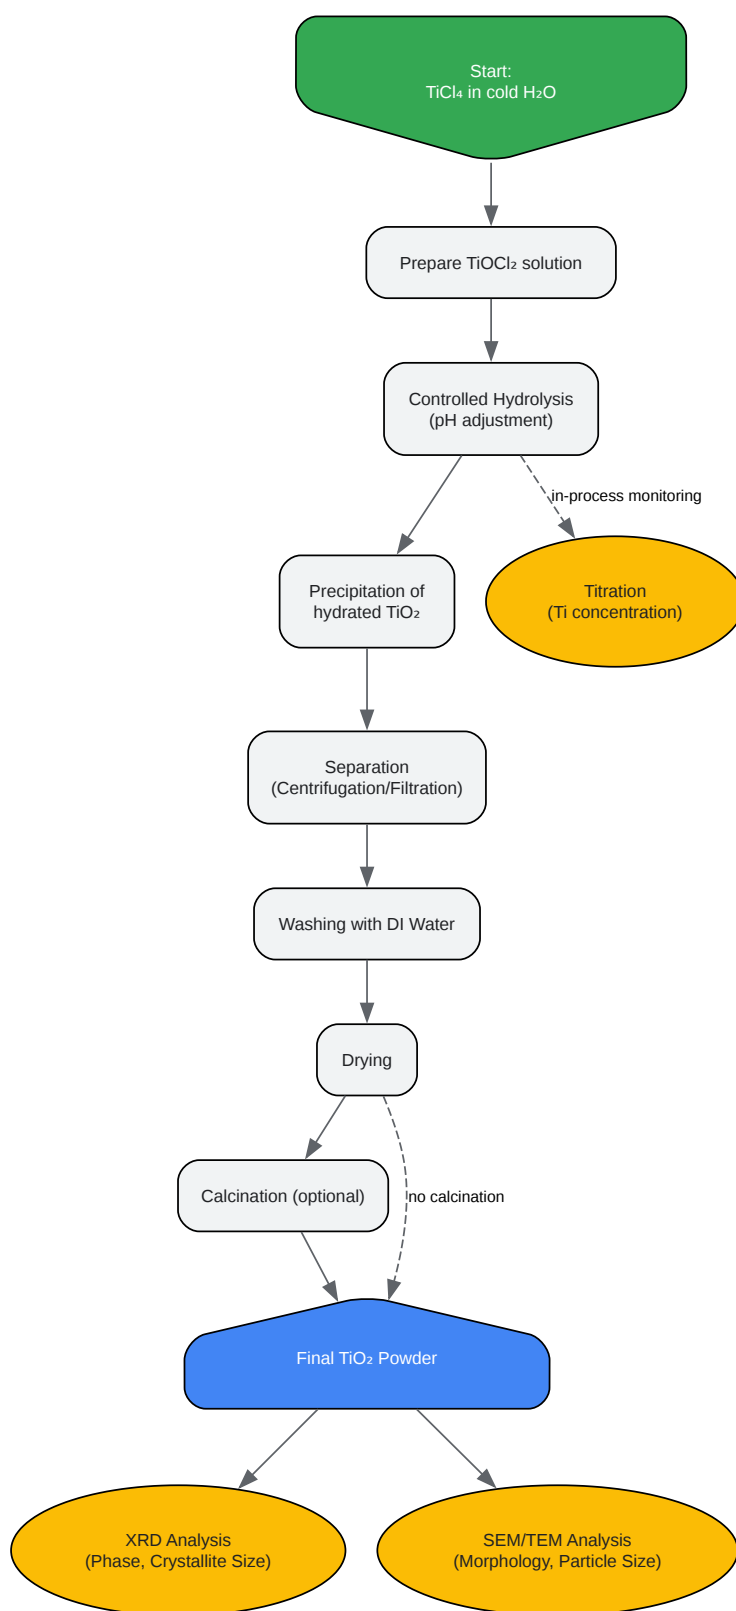 Start:
TiCl₄ in cold H₂O
Prepare TiOCl₂ solution
Controlled Hydrolysis
(pH adjustment)
in-process monitoring
Precipitation of
hydrated TiO₂
Titration
(Ti concentration)
Separation
(Centrifugation/Filtration)
Washing with DI Water
Drying
Calcination (optional)
no calcination
Final TiO₂ Powder
XRD Analysis
(Phase, Crystallite Size)
SEM/TEM Analysis
(Morphology, Particle Size)